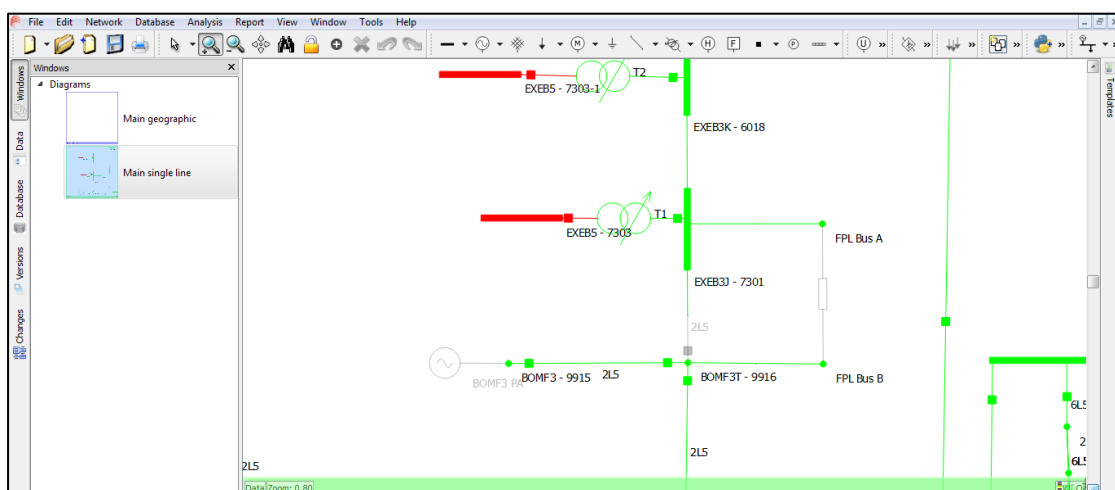 File Edit Network Database Analysis Report View Window Tools Help
Windows
Diagrams
Main geographic
Main single line
Windows
Data
Database
Versions
Changes
Templates
T2
EXEB5 - 7303-1
EXEB3K - 6018
T1
EXEB5 - 7303
FPL Bus A
EXEB3J - 7301
2L5
BOMF3 PA
BOMF3 - 9915
2L5
BOMF3T - 9916
FPL Bus B
6L5
2L5
2L5
2
6L5
Data Zoom: 0.80